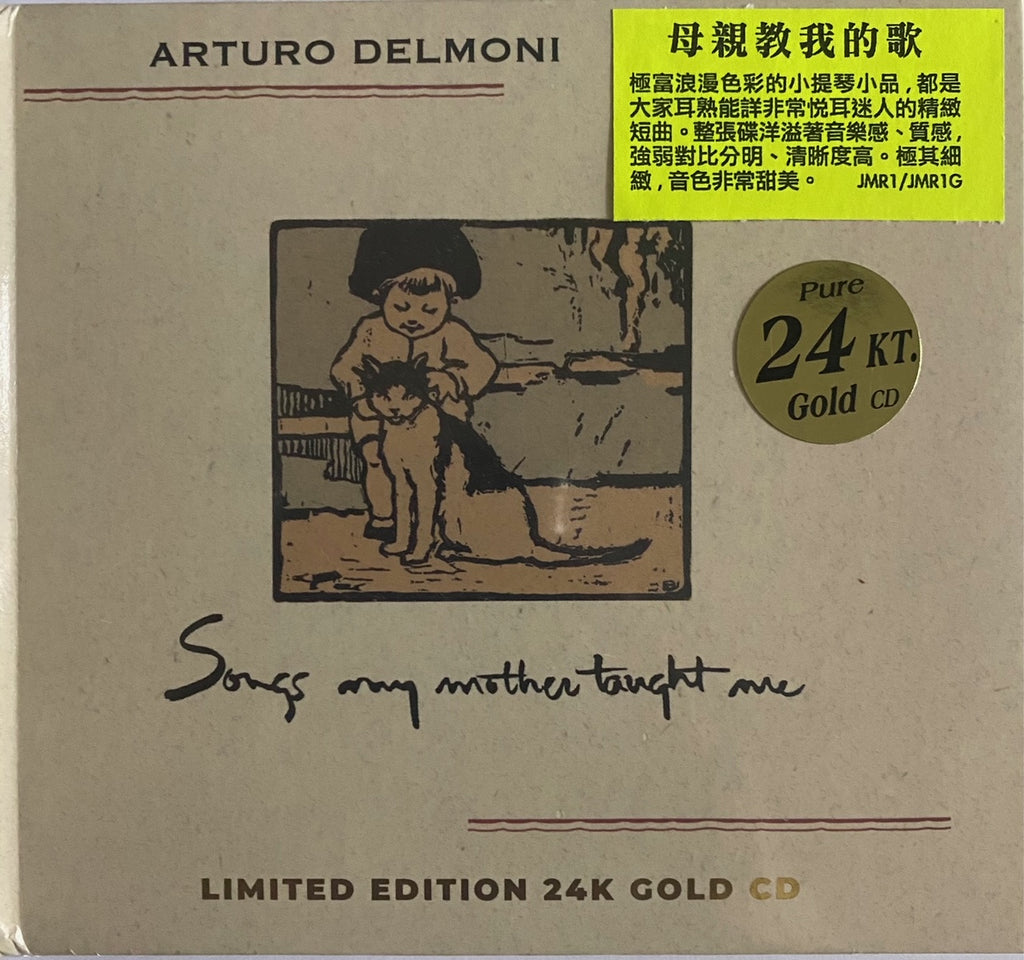 ARTURO DELMONI
母親教我的歌
極富浪漫色彩的小提琴小品，都是
大家耳熟能詳非常悅耳迷人的精緻
短曲。整張碟洋溢著音樂感、質感，
強弱對比分明、清晰度高。極其細
緻，音色非常甜美。 JMR1/JMR1G
Pure
24 KT.
Gold CD
Songs my mother taught me
LIMITED EDITION 24K GOLD CD